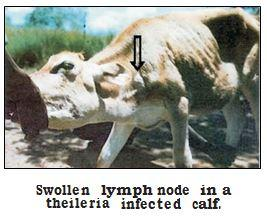 Swollen lymph node in a
theileria infected calf.